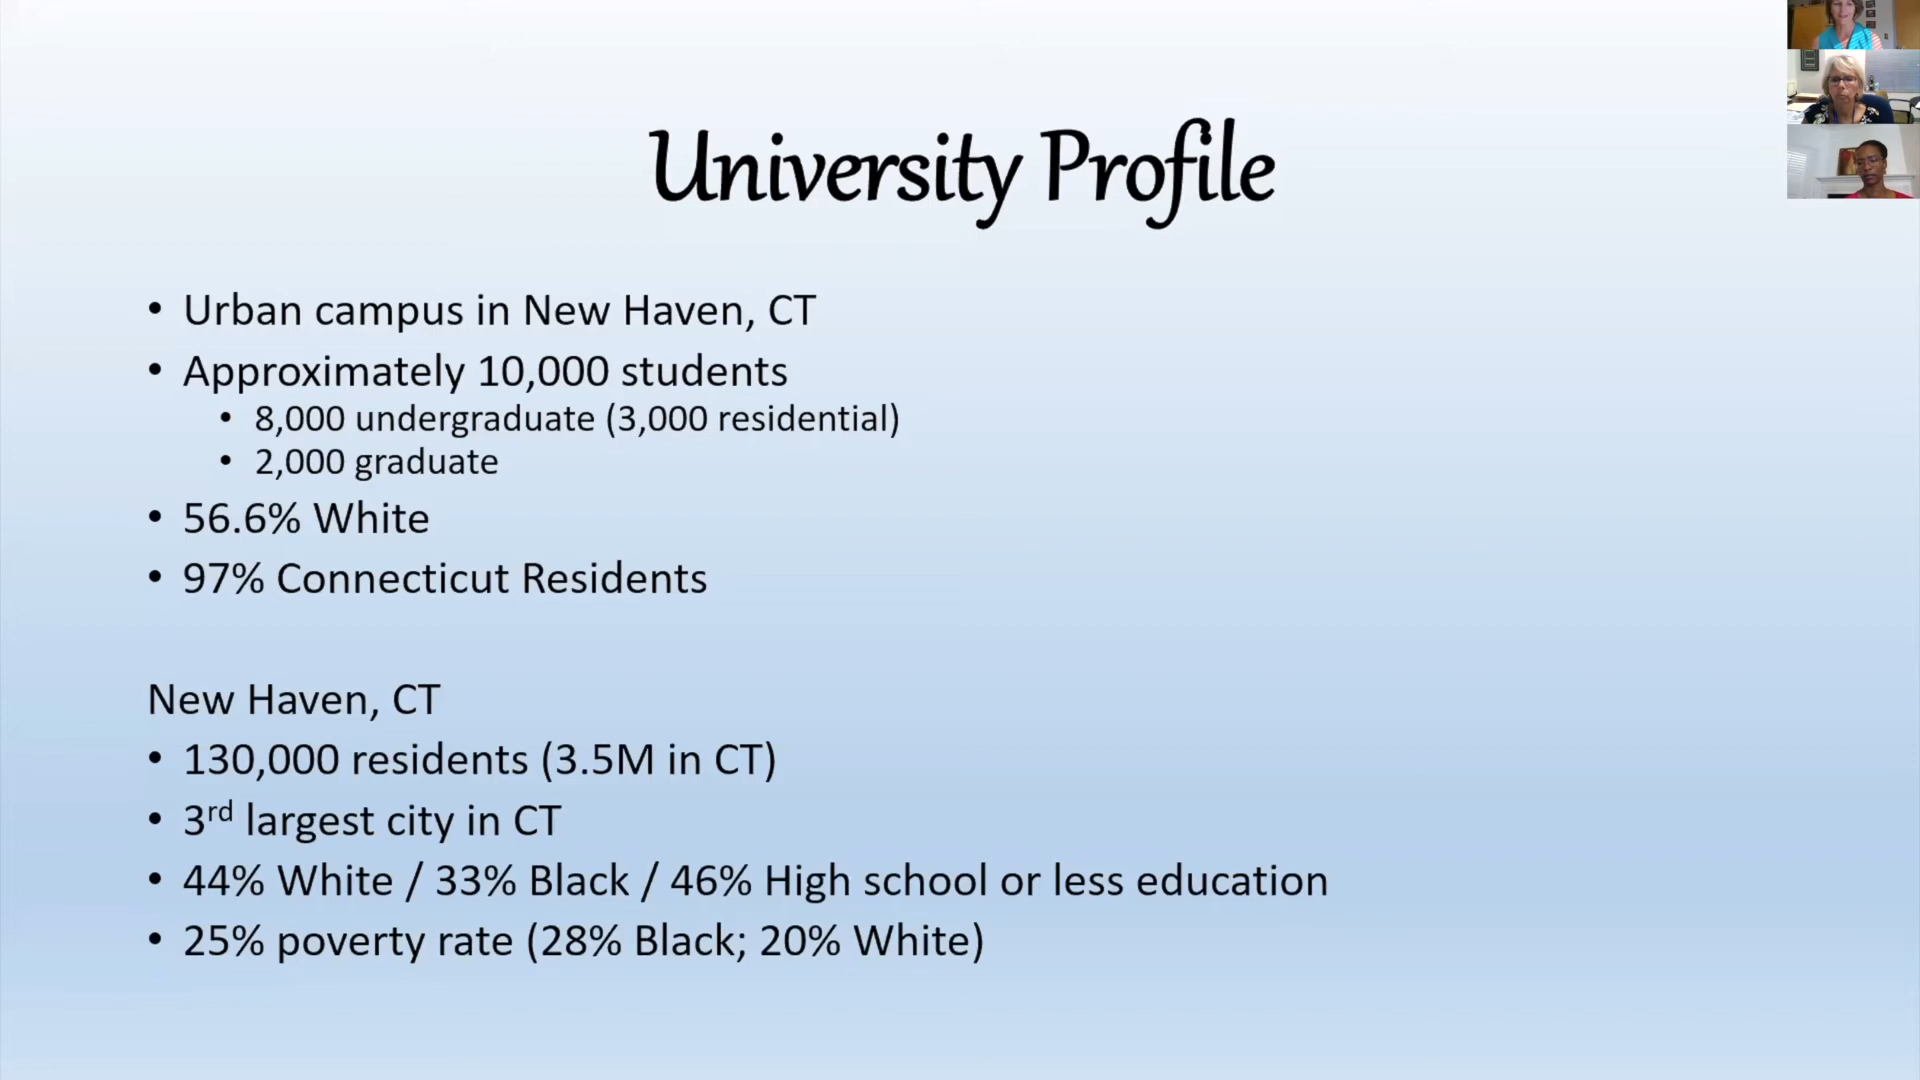 University Profile
• Urban campus in New Haven, CT
• Approximately 10,000 students
• 8,000 undergraduate (3,000 residential)
• 2,000 graduate
• 56.6% White
• 97% Connecticut Residents
New Haven, CT
• 130,000 residents (3.5M in CT)
• 3rd largest city in CT
• 44% White / 33% Black / 46% High school or less education
• 25% poverty rate (28% Black; 20% White)